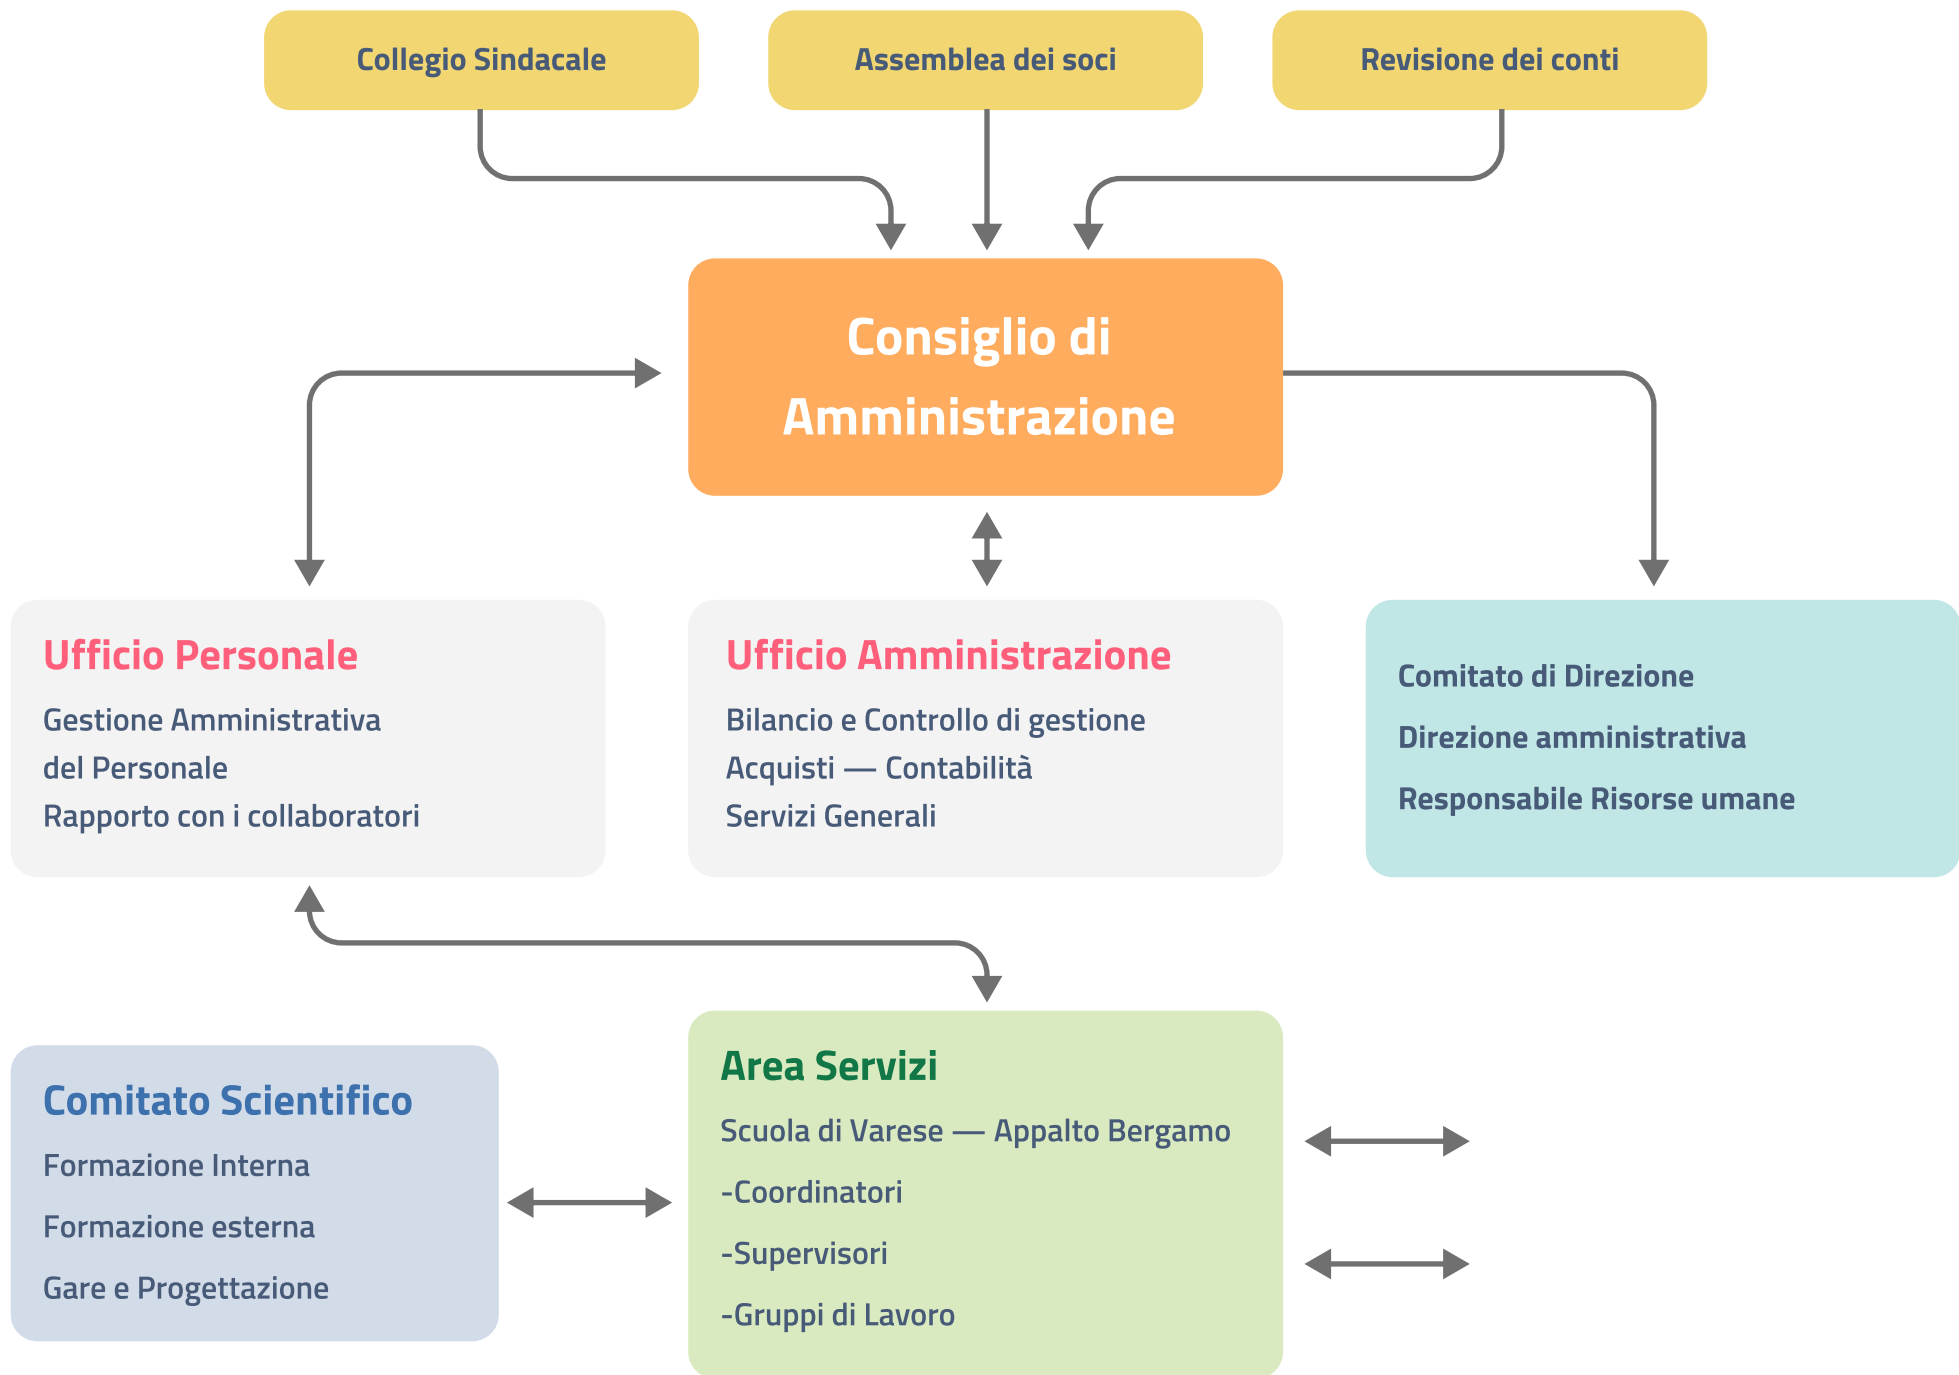 Collegio Sindacale
Assemblea dei soci
Revisione dei conti
Consiglio di
Amministrazione
Ufficio Personale
Gestione Amministrativa
del Personale
Rapporto con i collaboratori
Ufficio Amministrazione
Bilancio e Controllo di gestione
Acquisti — Contabilità
Servizi Generali
Comitato di Direzione
Direzione amministrativa
Responsabile Risorse umane
Comitato Scientifico
Formazione Interna
Formazione esterna
Gare e Progettazione
Area Servizi
Scuola di Varese — Appalto Bergamo
-Coordinatori
-Supervisori
-Gruppi di Lavoro